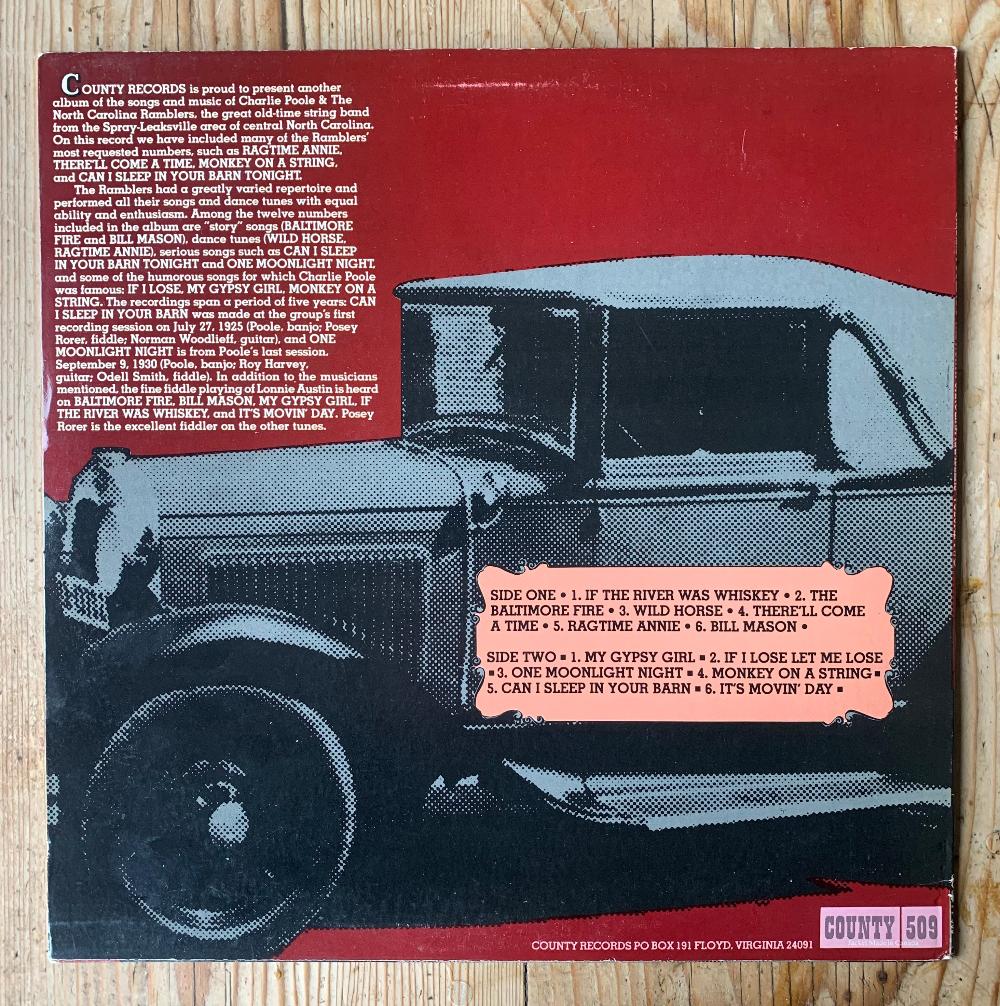 COUNTY RECORDS is proud to present another
album of the songs and music of Charlie Poole & The
North Carolina Ramblers, the great old-time string band
from the Spray-Leaksville area of central North Carolina.
On this record we have included many of the Ramblers'
most requested numbers, such as RAGTIME ANNIE,
THERE'LL COME A TIME, MONKEY ON A STRING,
and CAN I SLEEP IN YOUR BARN TONIGHT.
The Ramblers had a greatly varied repertoire and
performed all their songs and dance tunes with equal
ability and enthusiasm. Among the twelve numbers
included in the album are "story" songs (BALTIMORE
FIRE and BILL MASON), dance tunes (WILD HORSE,
RAGTIME ANNIE), serious songs such as CAN I SLEEP
IN YOUR BARN TONIGHT and ONE MOONLIGHT NIGHT,
and some of the humorous songs for which Charlie Poole
was famous: IF I LOSE, MY GYPSY GIRL, MONKEY ON A
STRING. The recordings span a period of five years: CAN
I SLEEP IN YOUR BARN was made at the group's first
recording session on July 27, 1925 (Poole, banjo; Posey
Rorer, fiddle; Norman Woodlieff, guitar), and ONE
MOONLIGHT NIGHT is from Poole's last session,
September 9, 1930 (Poole, banjo; Roy Harvey,
guitar; Odell Smith, fiddle). In addition to the musicians
mentioned, the fine fiddle playing of Lonnie Austin is heard
on BALTIMORE FIRE, BILL MASON, MY GYPSY GIRL, IF
THE RIVER WAS WHISKEY, and IT'S MOVIN' DAY. Posey
Rorer is the excellent fiddler on the other tunes.
SIDE ONE • 1. IF THE RIVER WAS WHISKEY • 2. THE
BALTIMORE FIRE • 3. WILD HORSE • 4. THERE'LL COME
A TIME • 5. RAGTIME ANNIE • 6. BILL MASON •
SIDE TWO ▪ 1. MY GYPSY GIRL ▪ 2. IF I LOSE LET ME LOSE
▪ 3. ONE MOONLIGHT NIGHT ▪ 4. MONKEY ON A STRING ▪
5. CAN I SLEEP IN YOUR BARN ▪ 6. IT'S MOVIN' DAY ▪
COUNTY RECORDS PO BOX 191 FLOYD, VIRGINIA 24091
COUNTY 509
Jacket Made in Canada